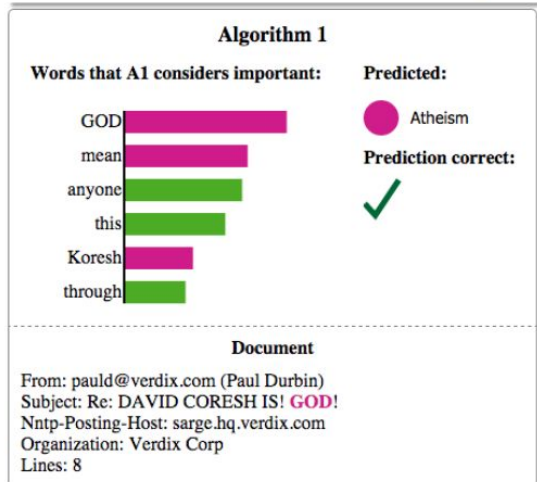 Algorithm 1
Words that A1 considers important:
GOD
mean
anyone
this
Koresh
through
Predicted:
Atheism
Prediction correct:
Document
From: pauld@verdix.com (Paul Durbin)
Subject: Re: DAVID CORESH IS! GOD!
Nntp-Posting-Host: sarge.hq.verdix.com
Organization: Verdix Corp
Lines: 8